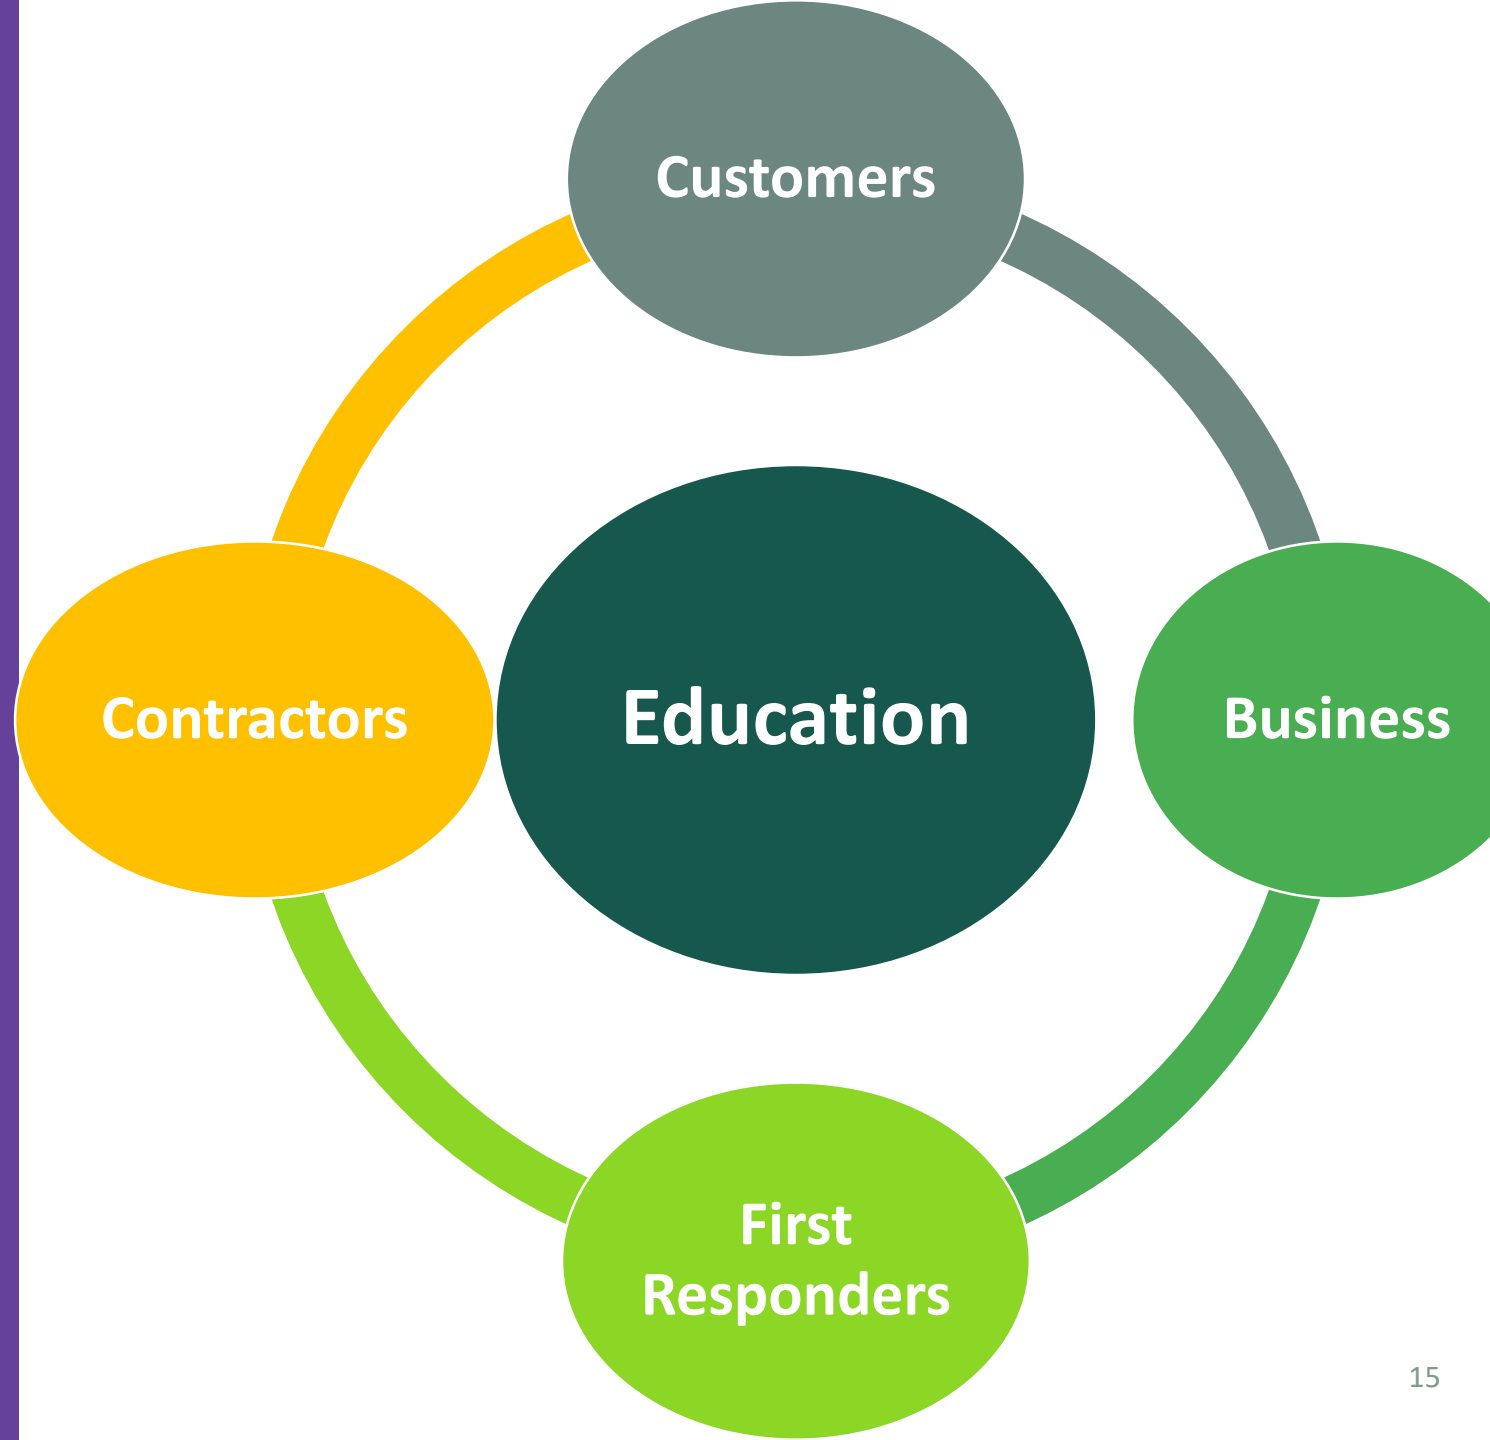 Customers
Contractors
Education
Business
First
Responders
15